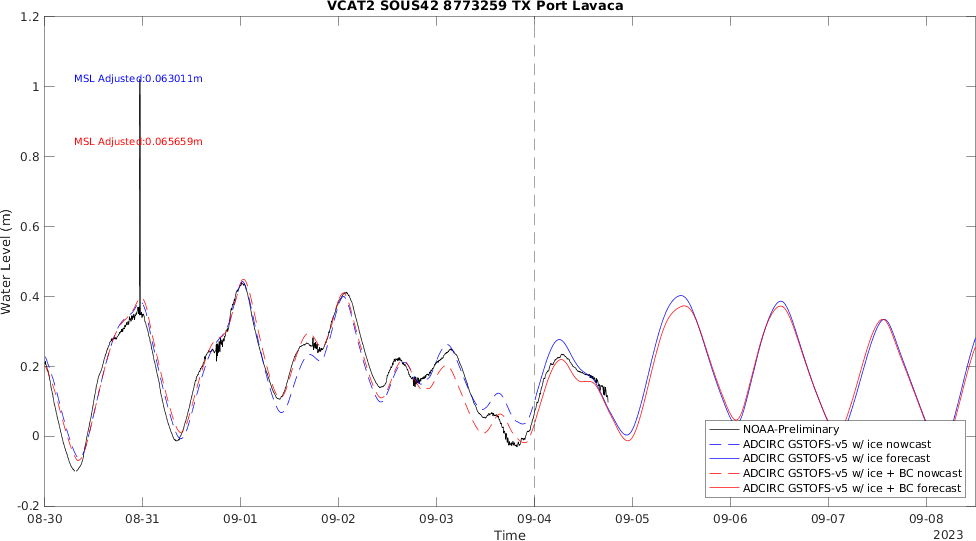 VCAT2 SOUS42 8773259 TX Port Lavaca
1.2
1
0.8
0.6
0.4
0.2
0
-0.2
Water Level (m)
MSL Adjusted:0.063011m
MSL Adjusted:0.065659m
NOAA-Preliminary
ADCIRC GSTOFS-v5 w/ ice nowcast
ADCIRC GSTOFS-v5 w/ ice forecast
ADCIRC GSTOFS-v5 w/ ice + BC nowcast
ADCIRC GSTOFS-v5 w/ ice + BC forecast
08-30 08-31 09-01 09-02 09-03 09-04 09-05 09-06 09-07 09-08
Time
2023